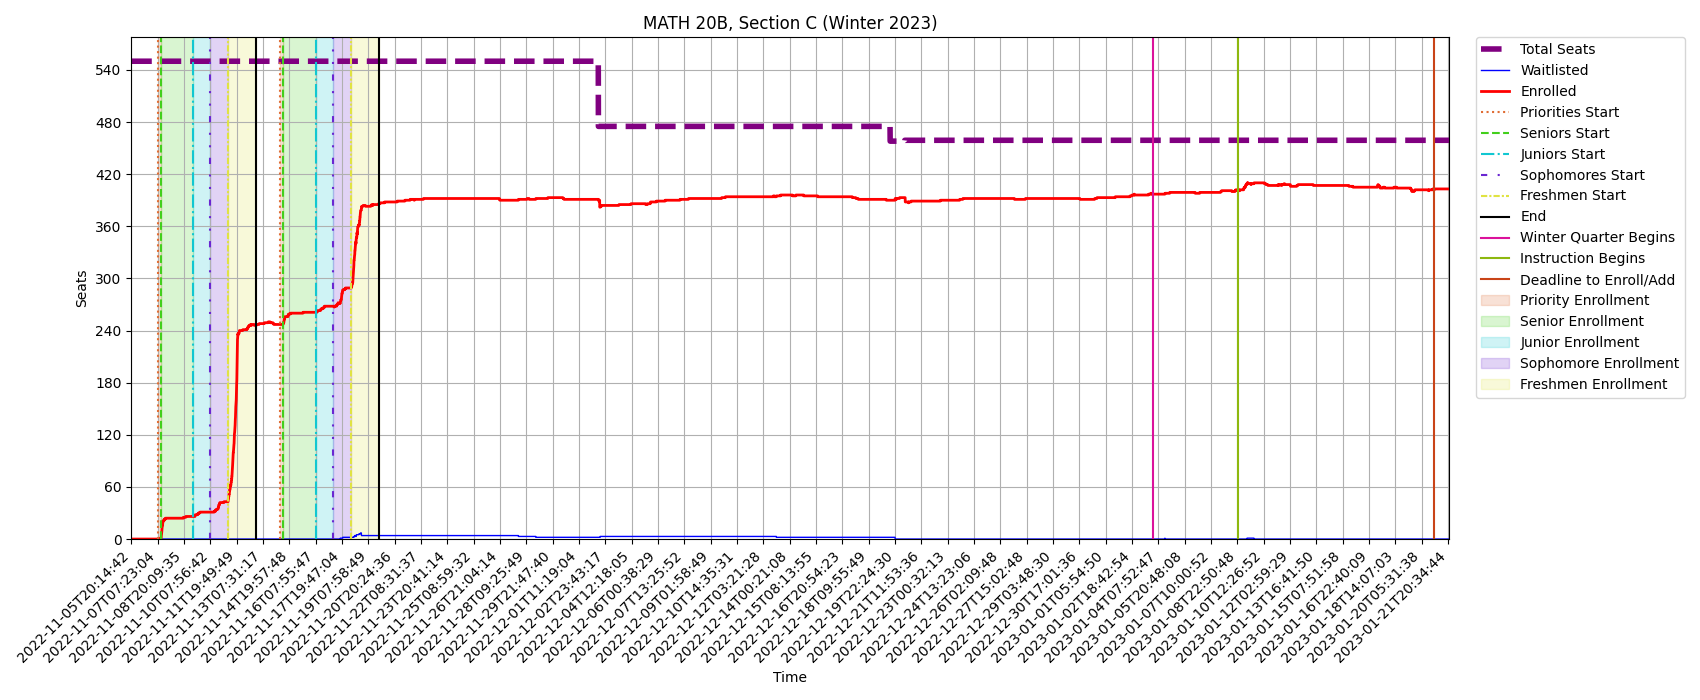 MATH 20B, Section C (Winter 2023)
Seats
540
480
420
360
300
240
180
120
60
0
2022-11-05T20:14:42
2022-11-07T07:23:04
2022-11-08T20:09:35
2022-11-10T07:56:42
2022-11-11T19:49:49
2022-11-13T07:31:17
2022-11-14T19:57:48
2022-11-16T07:55:47
2022-11-17T19:47:04
2022-11-19T07:58:49
2022-11-20T20:24:36
2022-11-22T08:31:37
2022-11-23T20:41:14
2022-11-25T08:59:32
2022-11-26T21:04:14
2022-11-28T09:25:49
2022-11-29T21:47:40
2022-12-01T11:19:04
2022-12-02T23:43:17
2022-12-04T12:18:05
2022-12-06T00:38:29
2022-12-07T13:25:52
2022-12-09T01:58:49
2022-12-10T14:35:31
2022-12-12T03:21:28
2022-12-14T00:21:08
2022-12-15T08:13:55
2022-12-16T20:54:23
2022-12-18T09:55:49
2022-12-19T22:24:30
2022-12-21T11:53:36
2022-12-23T00:32:13
2022-12-24T13:23:06
2022-12-26T02:09:48
2022-12-27T15:02:48
2022-12-29T03:48:30
2022-12-30T17:01:36
2023-01-01T05:54:50
2023-01-02T18:42:54
2023-01-04T07:52:47
2023-01-05T20:48:08
2023-01-07T10:00:52
2023-01-08T22:50:48
2023-01-10T12:26:52
2023-01-12T02:59:29
2023-01-13T16:41:50
2023-01-15T07:51:58
2023-01-16T22:40:09
2023-01-18T14:07:03
2023-01-20T05:31:38
2023-01-21T20:34:44
Time
Total Seats
Waitlisted
Enrolled
Priorities Start
Seniors Start
Juniors Start
Sophomores Start
Freshmen Start
End
Winter Quarter Begins
Instruction Begins
Deadline to Enroll/Add
Priority Enrollment
Senior Enrollment
Junior Enrollment
Sophomore Enrollment
Freshmen Enrollment